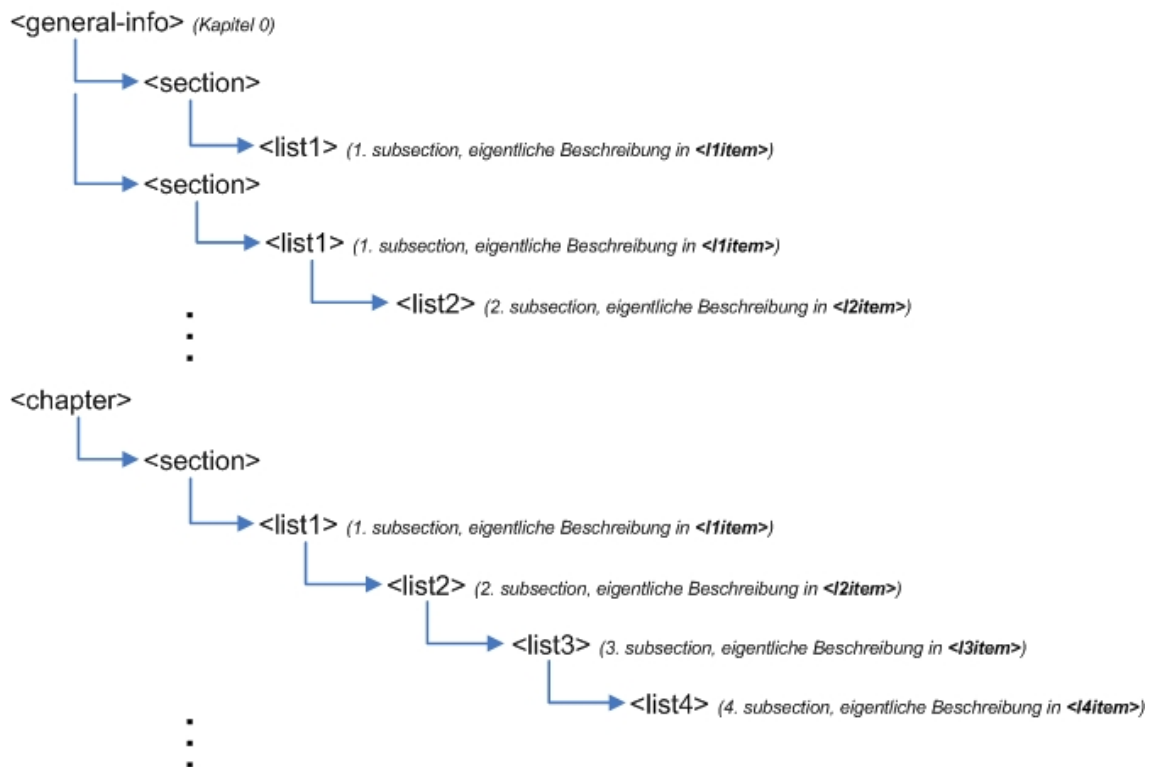 <general-info> (Kapitel 0)
<section>
<list1> (1. subsection, eigentliche Beschreibung in <l1item>)
<section>
<list1> (1. subsection, eigentliche Beschreibung in <l1item>)
<list2> (2. subsection, eigentliche Beschreibung in <l2item>)
<chapter>
<section>
<list1> (1. subsection, eigentliche Beschreibung in <l1item>)
<list2> (2. subsection, eigentliche Beschreibung in <l2item>)
<list3> (3. subsection, eigentliche Beschreibung in <l3item>)
<list4> (4. subsection, eigentliche Beschreibung in <l4item>)